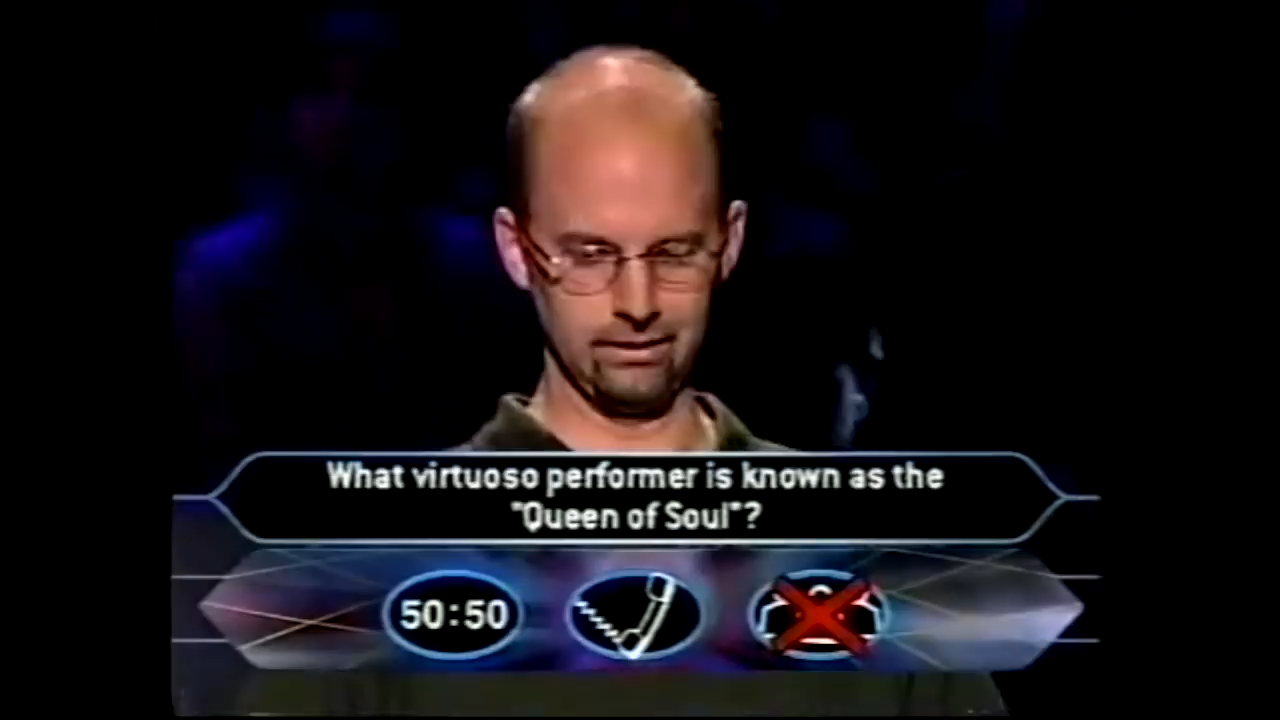 What virtuoso performer is known as the
"Queen of Soul"?
50:50